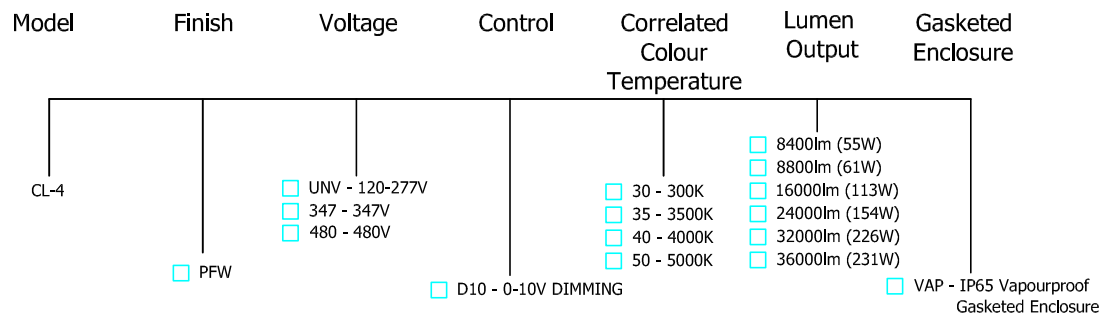 Model
Finish
Voltage
Control
Correlated
Colour
Temperature
Lumen
Output
Gasketed
Enclosure
CL-4
PFW
UNV - 120-277V
347 - 347V
480 - 480V
D10 - 0-10V DIMMING
30 - 300K
35 - 3500K
40 - 4000K
50 - 5000K
8400lm (55W)
8800lm (61W)
16000lm (113W)
24000lm (154W)
32000lm (226W)
36000lm (231W)
VAP - IP65 Vapourproof
Gasketed Enclosure